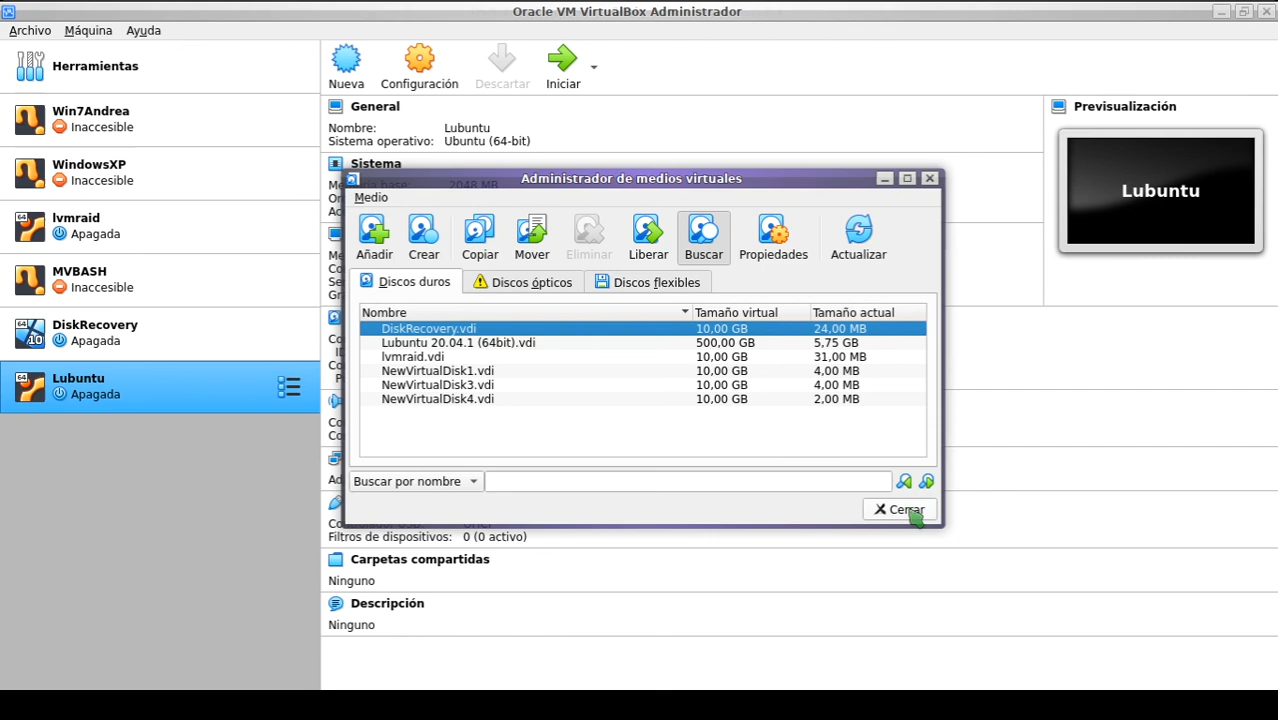 Oracle VM VirtualBox Administrador
Archivo Máquina Ayuda
Herramientas
Win7Andrea
Inaccesible
WindowsXP
Inaccesible
64 lvmraid
Apagada
MVBASH
Inaccesible
64 10 DiskRecovery
Apagada
64 Lubuntu
Apagada
Nueva Configuración Descartar Iniciar
General
Nombre: Lubuntu
Sistema operativo: Ubuntu (64-bit)
Sistema
2048 MB
Previsualización
Lubuntu
Administrador de medios virtuales
Medio
Añadir Crear Copiar Mover Eliminar Liberar Buscar Propiedades Actualizar
Discos duros Discos ópticos Discos flexibles
Nombre Tamaño virtual Tamaño actual
DiskRecovery.vdi 10,00 GB 24,00 MB
Lubuntu 20.04.1 (64bit).vdi 500,00 GB 5,75 GB
lvmraid.vdi 10,00 GB 31,00 MB
NewVirtualDisk1.vdi 10,00 GB 4,00 MB
NewVirtualDisk3.vdi 10,00 GB 4,00 MB
NewVirtualDisk4.vdi 10,00 GB 2,00 MB
Buscar por nombre
Cerrar
Filtros de dispositivos: 0 (0 activo)
Carpetas compartidas
Ninguno
Descripción
Ninguno